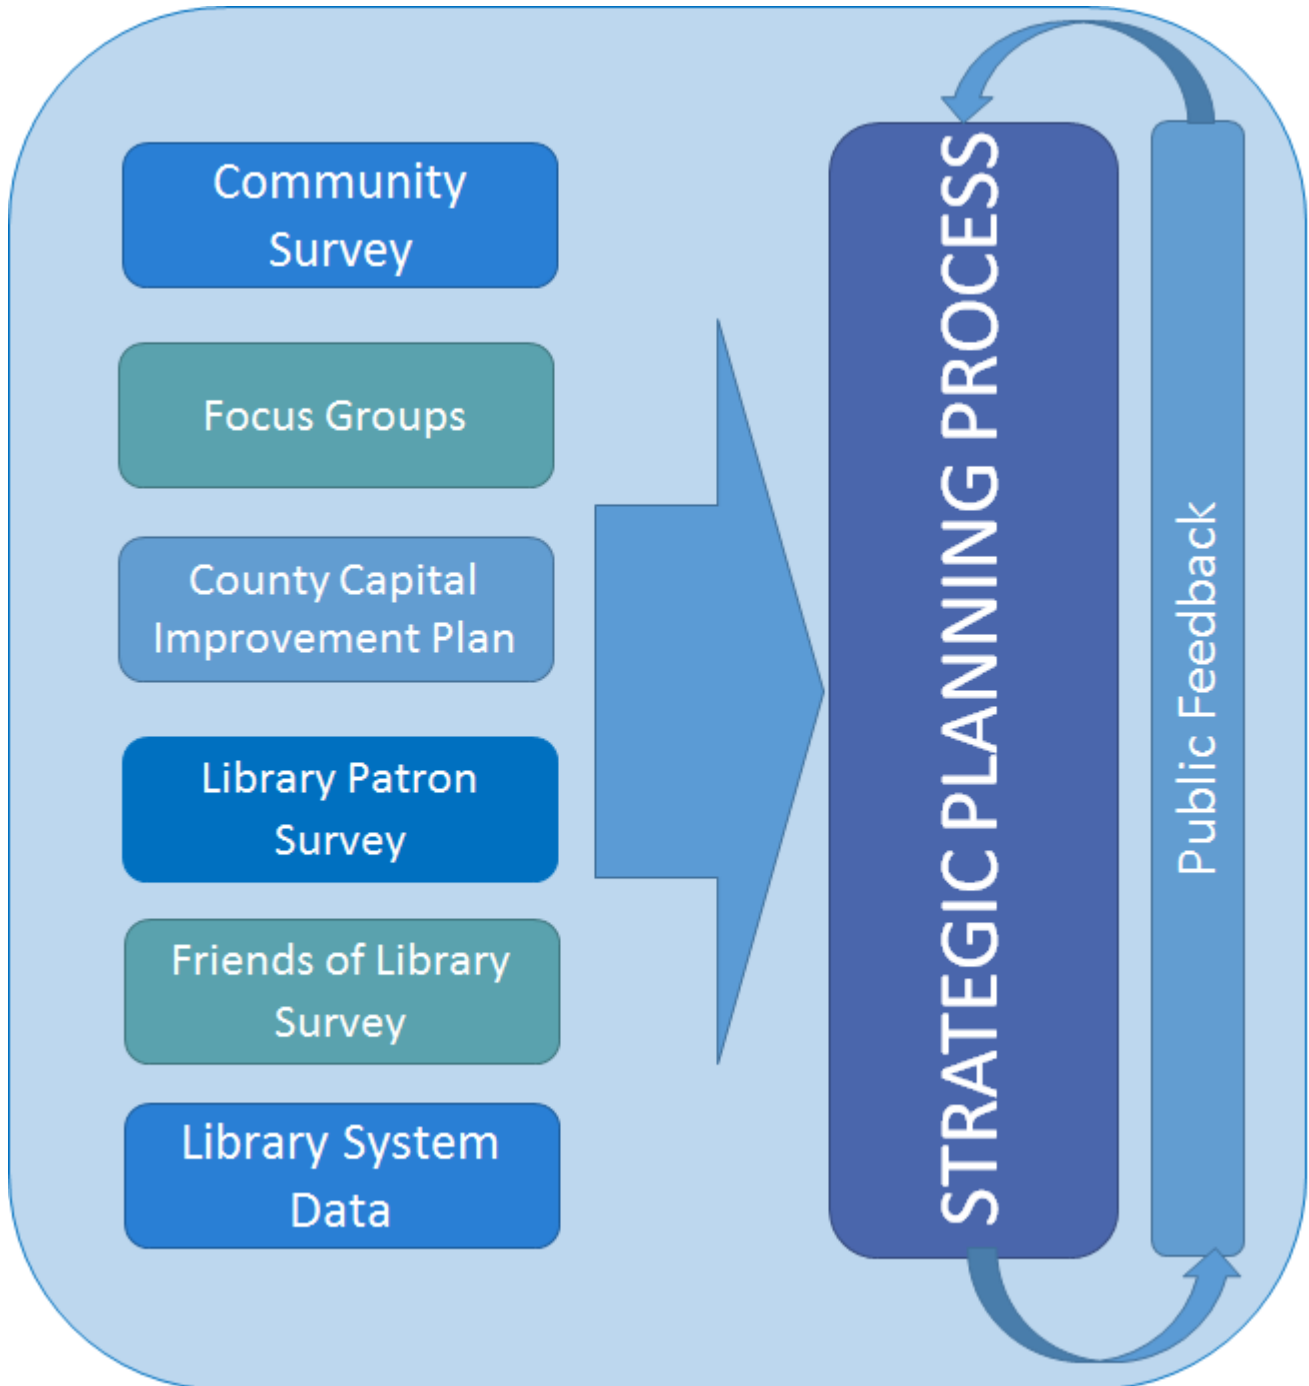 Community
Survey
Focus Groups
County Capital
Improvement Plan
Library Patron
Survey
Friends of Library
Survey
Library System
Data
STRATEGIC PLANNING PROCESS
Public Feedback